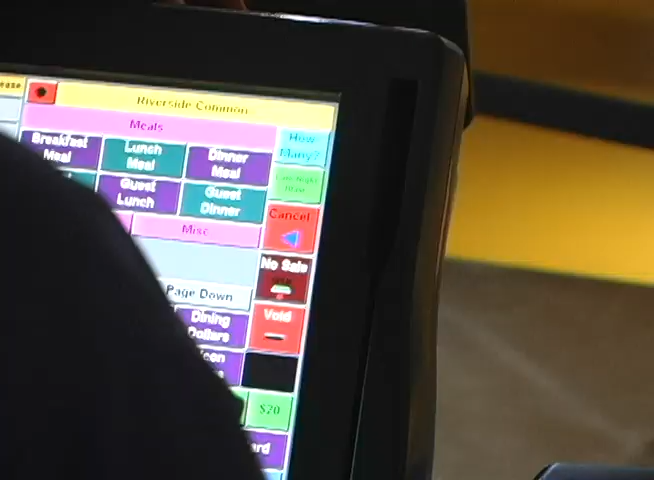 Riverside Common
Meals
How
Many?
Breakfast
Meal
Lunch
Meal
Dinner
Meal
Guest
Lunch
Guest
Dinner
Cancel
Misc
No Sale
Page Down
Dining
Dollars
Void
$20